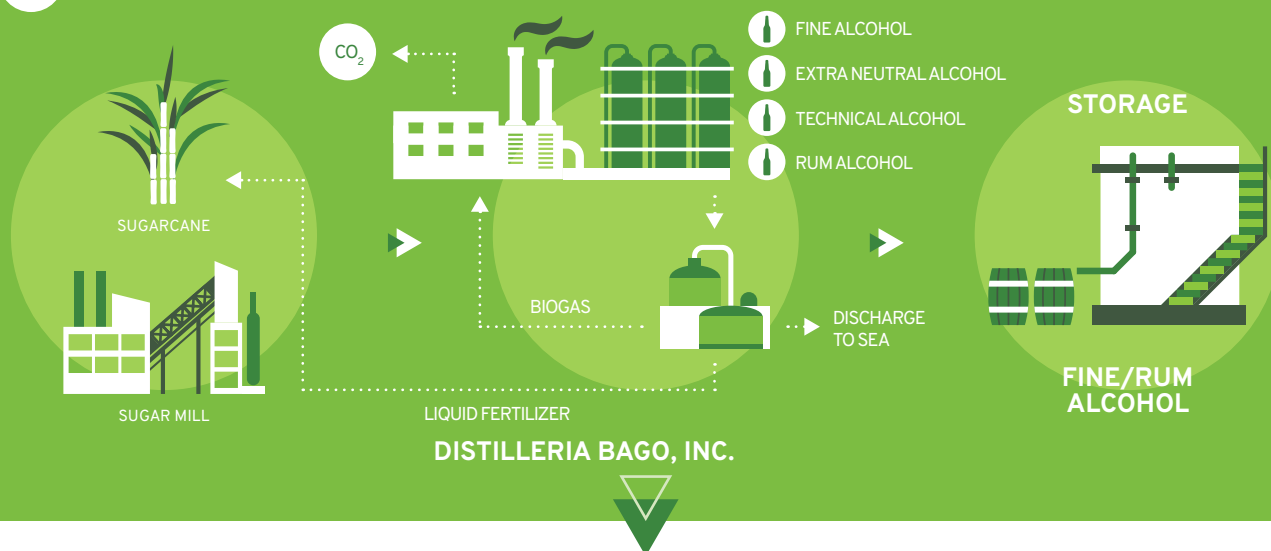 CO₂
FINE ALCOHOL
EXTRA NEUTRAL ALCOHOL
TECHNICAL ALCOHOL
RUM ALCOHOL
STORAGE
SUGARCANE
BIOGAS
DISCHARGE
TO SEA
SUGAR MILL
LIQUID FERTILIZER
FINE/RUM
ALCOHOL
DISTILLERIA BAGO, INC.